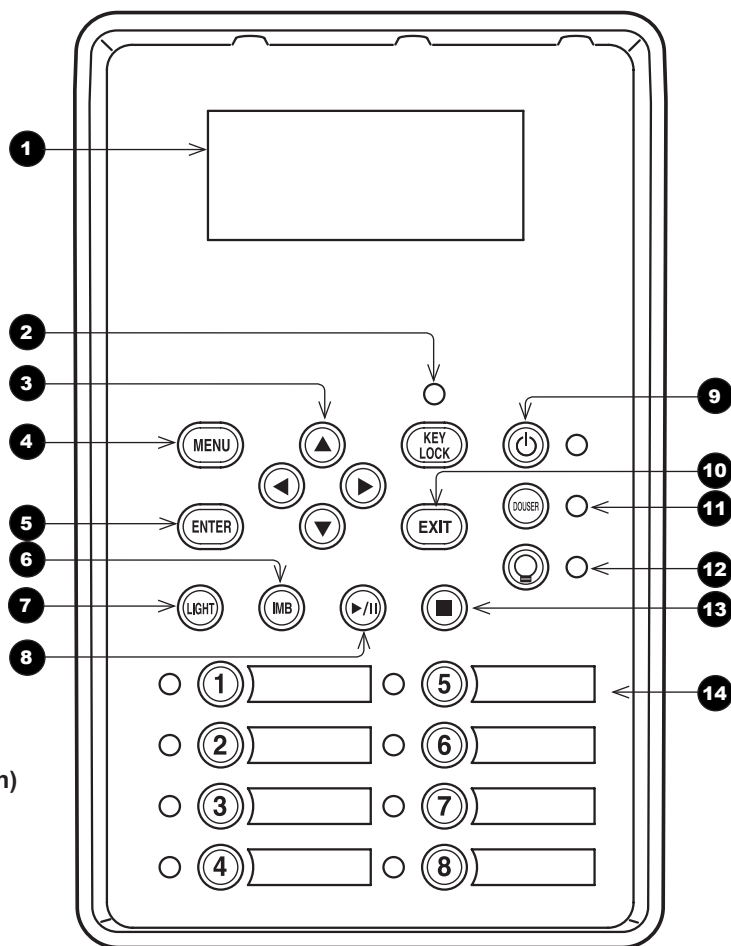 1
2
3
9
4 MENU KEY LOCK
10
5 ENTER EXIT DOUSER 11
6
12
7 LIGHT IMB ▶/II 13
8
1 5 14
2 6
n)
3 7
4 8